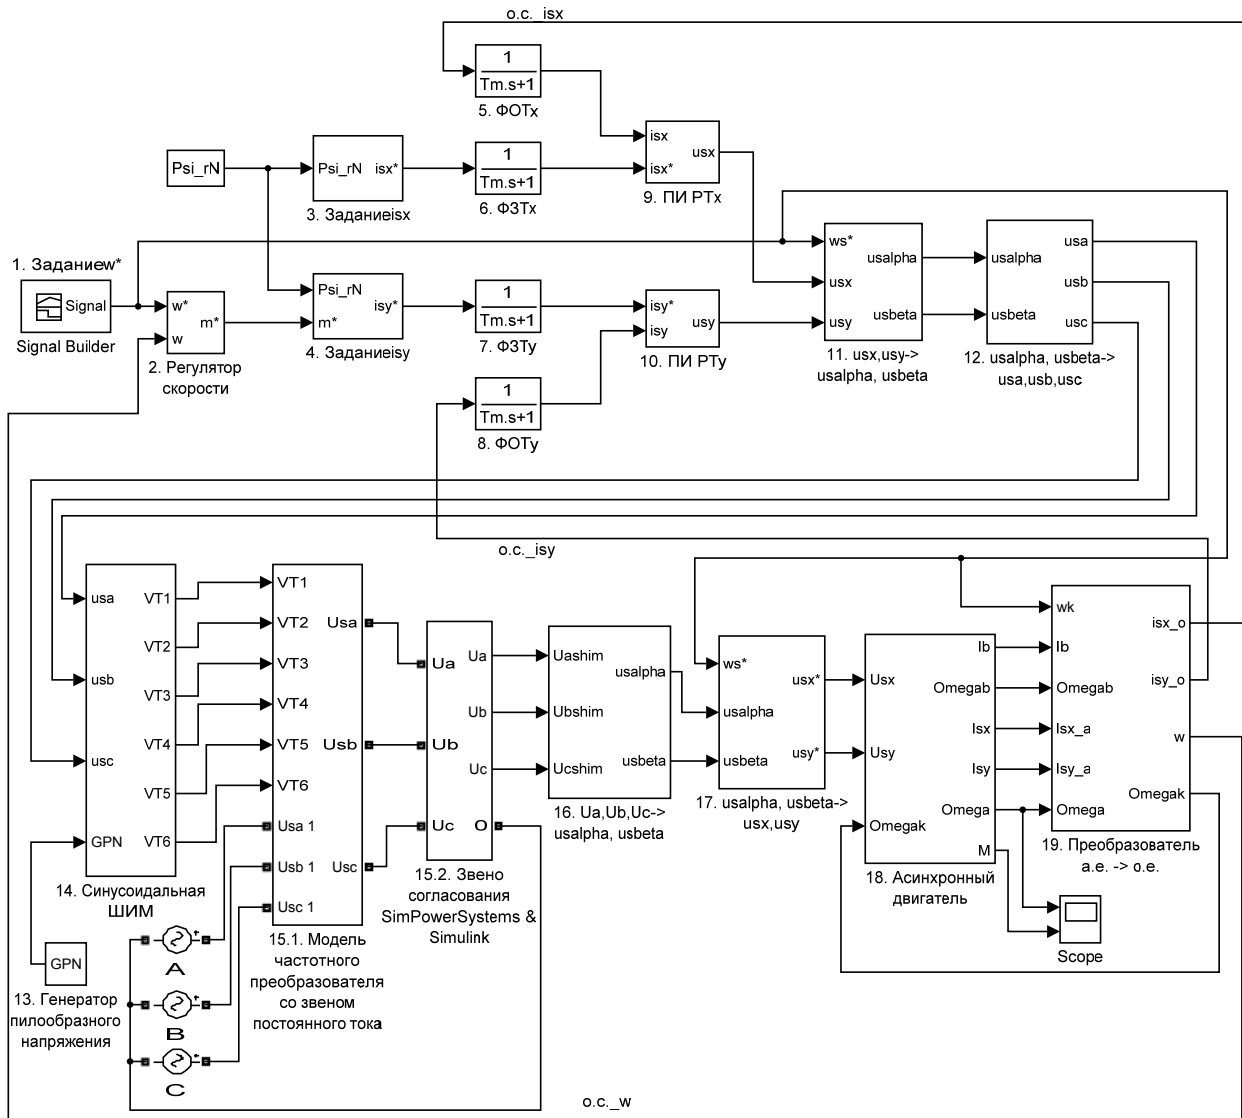 o.c._isx
1
Tm.s+1
5. ФОТx
Psi_rN
Psi_rN
isx*
3. Заданиеisx
1
Tm.s+1
6. ФЗТx
isx
isx*
usx
9. ПИ РТx
1. Заданиеw*
Signal
Signal Builder
w*
w
m*
2. Регулятор
скорости
Psi_rN
m*
isy*
4. Заданиеisy
1
Tm.s+1
7. ФЗТy
1
Tm.s+1
8. ФОТy
isy*
isy
usy
10. ПИ РТy
ws*
usx
usy
usalpha
usbeta
11. usx,usy->
usalpha, usbeta
usalpha
usbeta
usa
usb
usc
12. usalpha, usbeta->
usa,usb,usc
o.c._isy
usa
usb
usc
GPN
VT1
VT2
VT3
VT4
VT5
VT6
14. Синусоидальная
ШИМ
GPN
13. Генератор
пилообразного
напряжения
A
B
C
VT1
VT2
VT3
VT4
VT5
VT6
Usa 1
Usb 1
Usc 1
Usa
Usb
Usc
15.1. Модель
частотного
преобразователя
со звеном
постоянного тока
Ua
Ub
Uc
Ua
Ub
Uc
O
15.2. Звено
согласования
SimPowerSystems &
Simulink
Uashim
Ubshim
Ucshim
usalpha
usbeta
16. Ua,Ub,Uc->
usalpha, usbeta
ws*
usalpha
usbeta
usx*
usy*
17. usalpha, usbeta->
usx,usy
Usx
Usy
Omegak
Ib
Omegab
Isx
Isy
Omega
M
18. Асинхронный
двигатель
wk
Ib
Omegab
Isx_a
Isy_a
Omega
isx_o
isy_o
w
Omegak
19. Преобразователь
a.e. -> o.e.
Scope
o.c._w